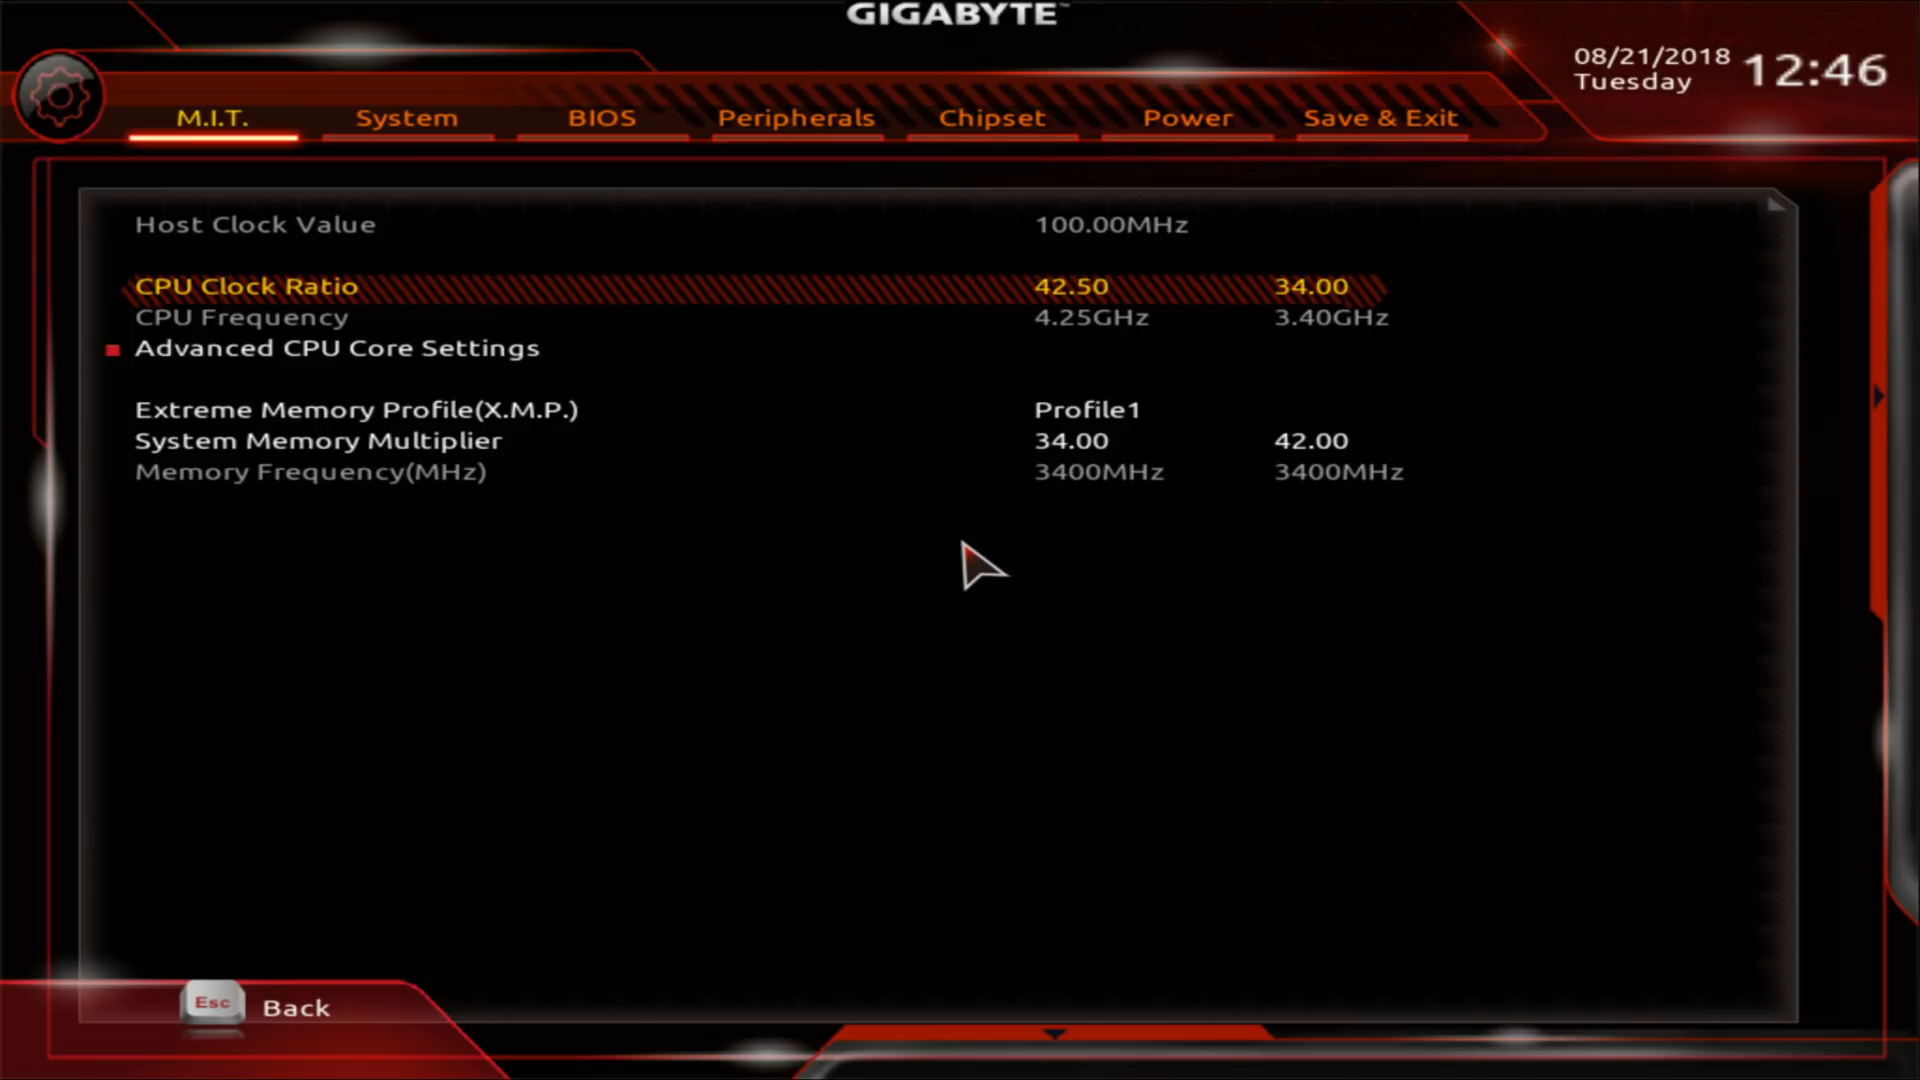 GIGABYTE™
08/21/2018
Tuesday
12:46
M.I.T. System BIOS Peripherals Chipset Power Save & Exit
Host Clock Value 100.00MHz
CPU Clock Ratio 42.50 34.00
CPU Frequency 4.25GHz 3.40GHz
Advanced CPU Core Settings
Extreme Memory Profile(X.M.P.) Profile1
System Memory Multiplier 34.00 42.00
Memory Frequency(MHz) 3400MHz 3400MHz
Esc Back